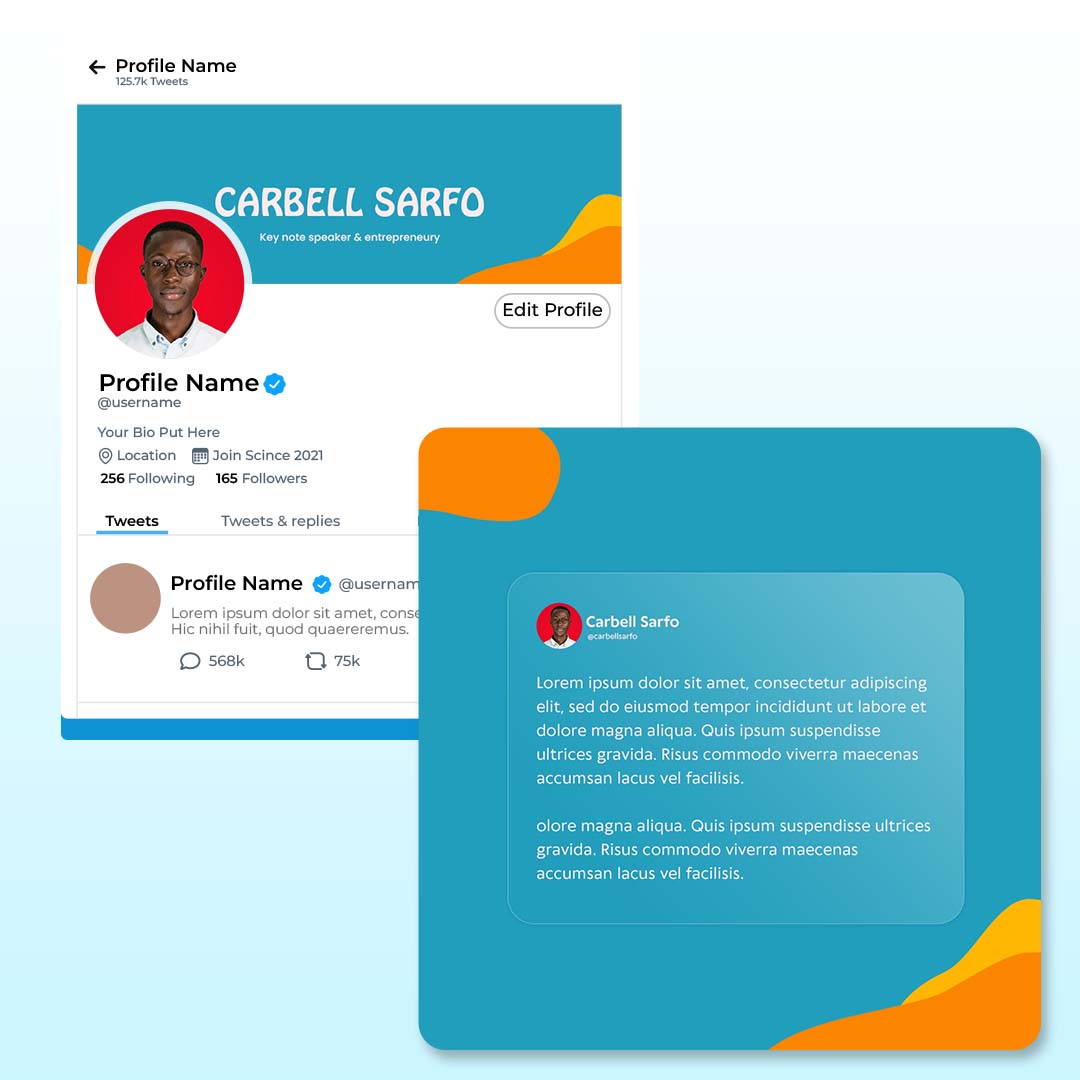 Profile Name
125.7k Tweets
CARBELL SARFO
Key note speaker & entrepreneury
Edit Profile
Profile Name
@username
Your Bio Put Here
Location Join Scince 2021
256 Following 165 Followers
Tweets Tweets & replies
Profile Name @usernam
Lorem ipsum dolor sit amet, conse
Hic nihil fuit, quod quaereremus.
568k 75k
Carbell Sarfo
@carbellsarfo
Lorem ipsum dolor sit amet, consectetur adipiscing
elit, sed do eiusmod tempor incididunt ut labore et
dolore magna aliqua. Quis ipsum suspendisse
ultrices gravida. Risus commodo viverra maecenas
accumsan lacus vel facilisis.
olore magna aliqua. Quis ipsum suspendisse ultrices
gravida. Risus commodo viverra maecenas
accumsan lacus vel facilisis.